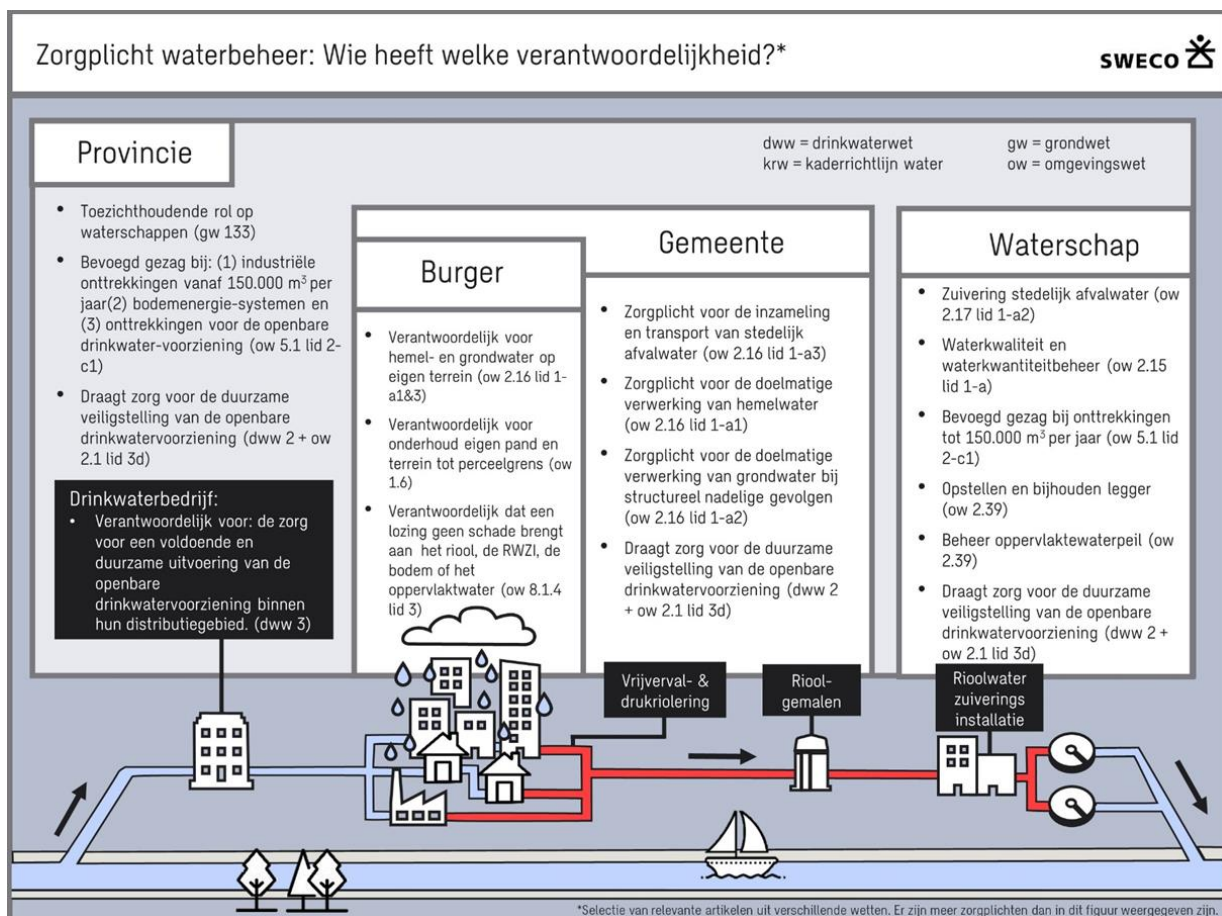 Zorgplicht waterbeheer: Wie heeft welke verantwoordelijkheid?*
SWECO
dww = drinkwaterwet
krw = kaderrichtlijn water
gw = grondwet
ow = omgevingswet
Provincie
• Toezichthoudende rol op
waterschappen (gw 133)
• Bevoegd gezag bij: (1) industriële
onttrekkingen vanaf 150.000 m³ per
jaar(2) bodemenergie-systemen en
(3) onttrekkingen voor de openbare
drinkwater-voorziening (ow 5.1 lid 2-
c1)
• Draagt zorg voor de duurzame
veiligstelling van de openbare
drinkwatervoorziening (dww 2 + ow
2.1 lid 3d)
Drinkwaterbedrijf:
• Verantwoordelijk voor: de zorg
voor een voldoende en
duurzame uitvoering van de
openbare
drinkwatervoorziening binnen
hun distributiegebied. (dww 3)
Burger
• Verantwoordelijk voor
hemel- en grondwater op
eigen terrein (ow 2.16 lid 1-
a1&3)
• Verantwoordelijk voor
onderhoud eigen pand en
terrein tot perceelgrens (ow
1.6)
• Verantwoordelijk dat een
lozing geen schade brengt
aan het riool, de RWZI, de
bodem of het
oppervlaktwater (ow 8.1.4
lid 3)
Gemeente
• Zorgplicht voor de inzameling
en transport van stedelijk
afvalwater (ow 2.16 lid 1-a3)
• Zorgplicht voor de doelmatige
verwerking van hemelwater
(ow 2.16 lid 1-a1)
• Zorgplicht voor de doelmatige
verwerking van grondwater bij
structureel nadelige gevolgen
(ow 2.16 lid 1-a2)
• Draagt zorg voor de duurzame
veiligstelling van de openbare
drinkwatervoorziening (dww 2
+ ow 2.1 lid 3d)
Waterschap
• Zuivering stedelijk afvalwater (ow
2.17 lid 1-a2)
• Waterkwaliteit en
waterkwantiteitbeheer (ow 2.15
lid 1-a)
• Bevoegd gezag bij onttrekkingen
tot 150.000 m³ per jaar (ow 5.1 lid
2-c1)
• Opstellen en bijhouden legger
(ow 2.39)
• Beheer oppervlaktewaterpeil (ow
2.39)
• Draagt zorg voor de duurzame
veiligstelling van de openbare
drinkwatervoorziening (dww 2 +
ow 2.1 lid 3d)
Vrijverval- &
drukriolering
Riool-
gemalen
Rioolwater
zuiverings
installatie
*Selectie van relevante artikelen uit verschillende wetten. Er zijn meer zorgplichten dan in dit figuur weergegeven zijn.